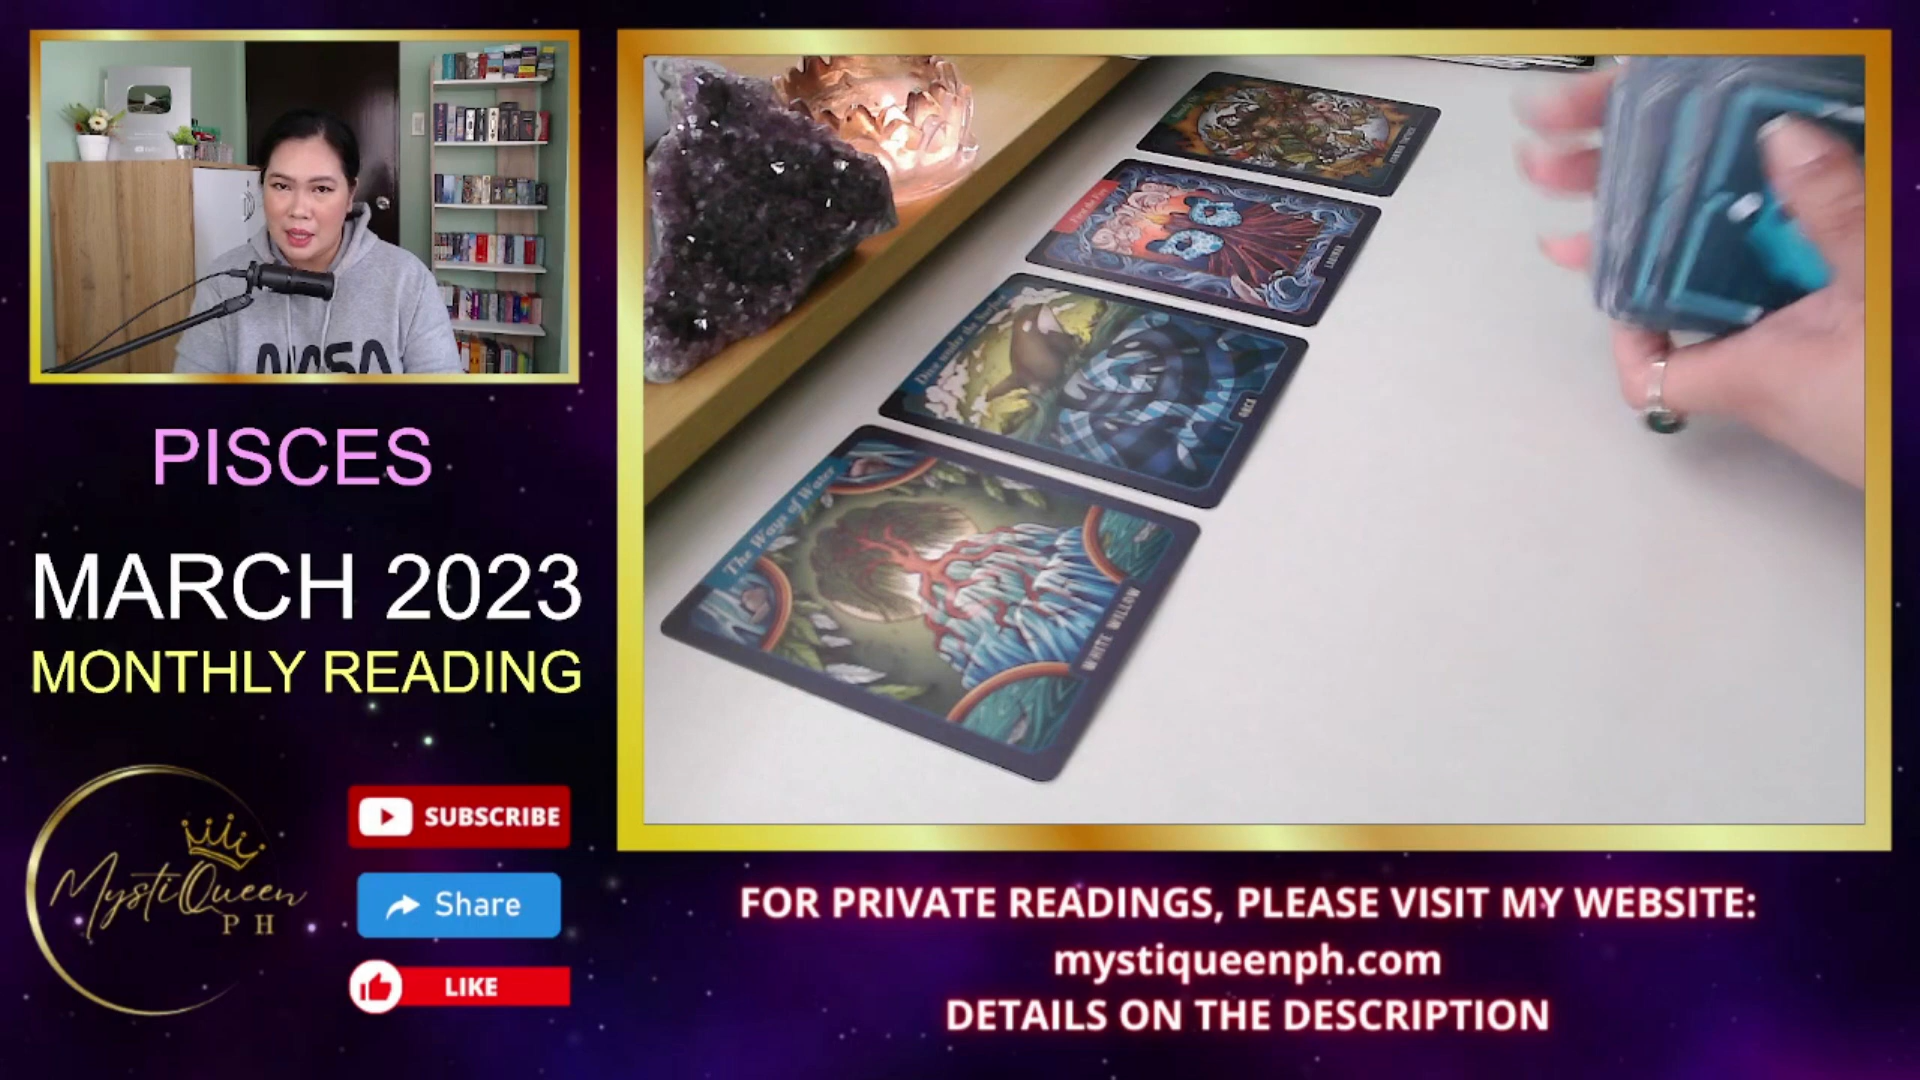 NASA
PISCES
MARCH 2023
MONTHLY READING
MystiQueen
PH
SUBSCRIBE
Share
LIKE
Dive under the Surface
ORCA
The Ways of Water
WHITE WILLOW
FOR PRIVATE READINGS, PLEASE VISIT MY WEBSITE:
mystiqueenph.com
DETAILS ON THE DESCRIPTION